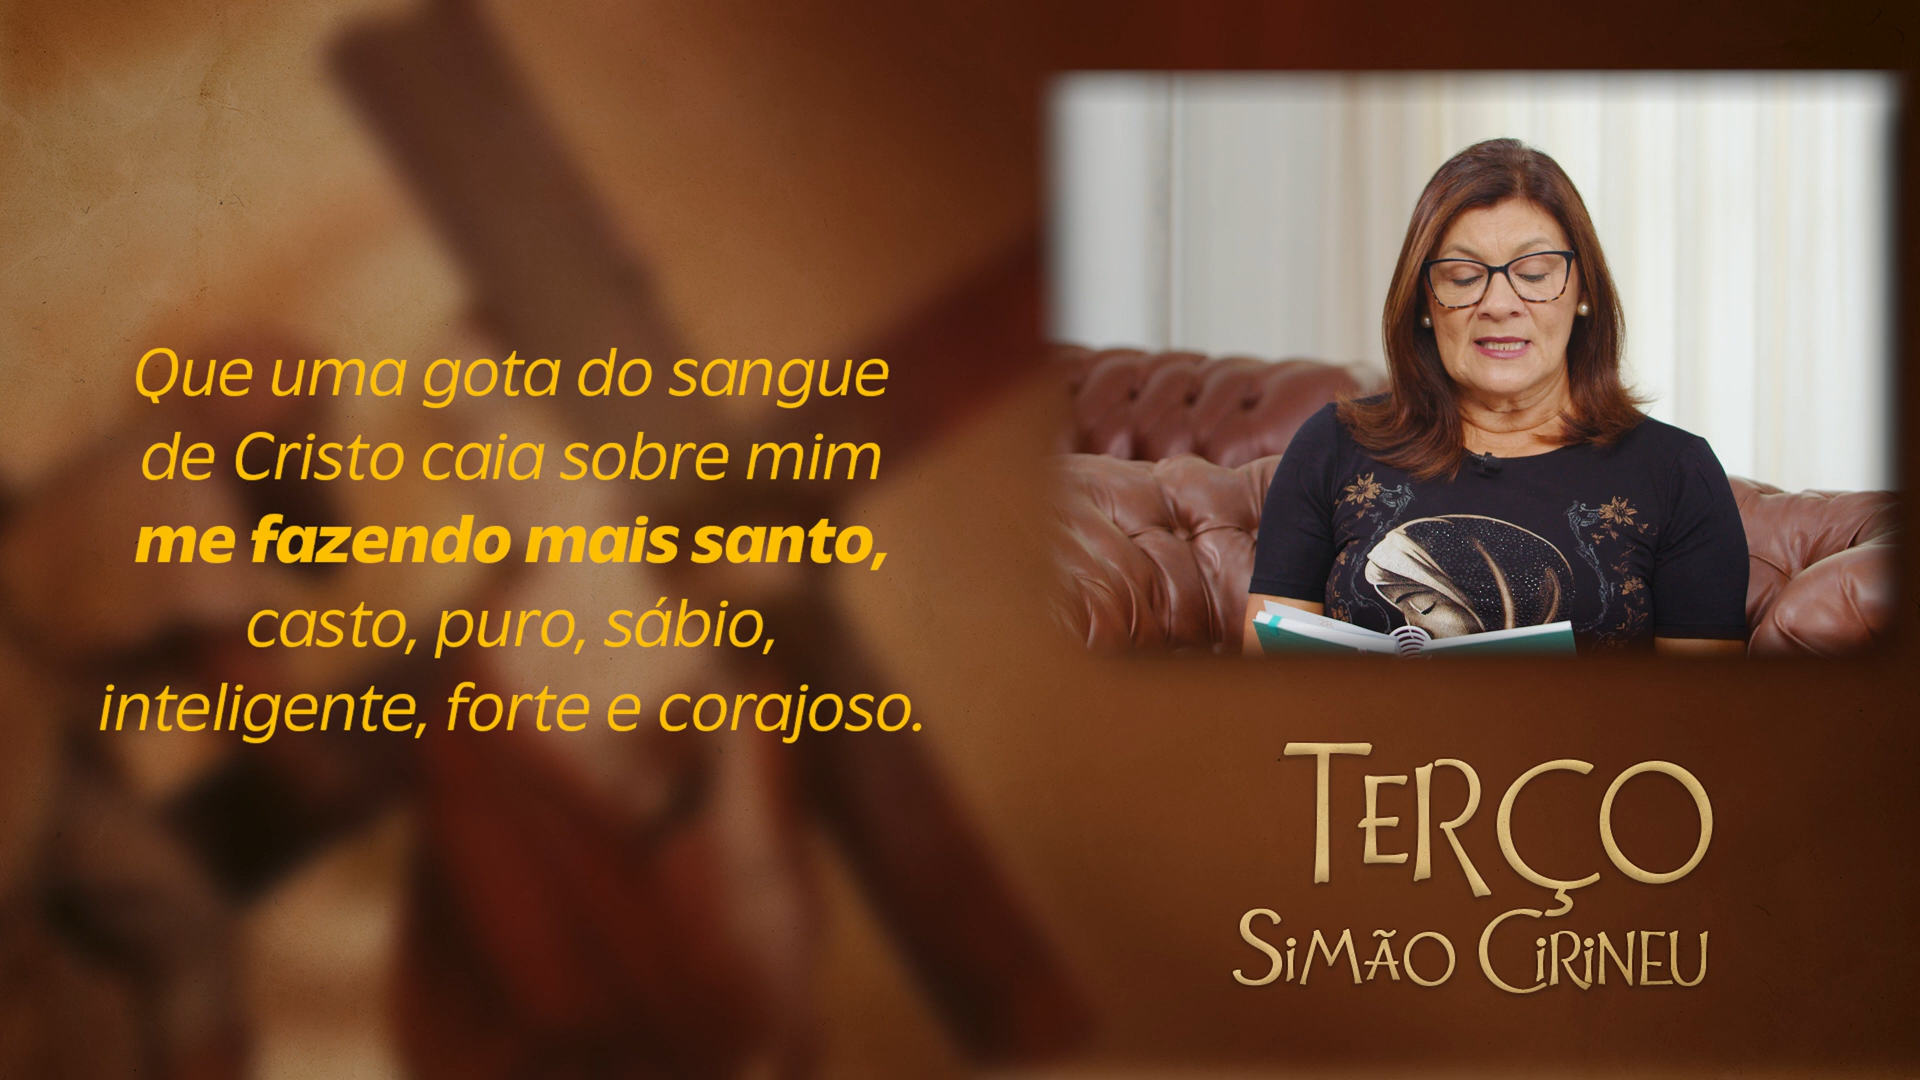 Que uma gota do sangue
de Cristo caia sobre mim
me fazendo mais santo,
casto, puro, sábio,
inteligente, forte e corajoso.
TERÇO
SiMÃO CiRiNEU